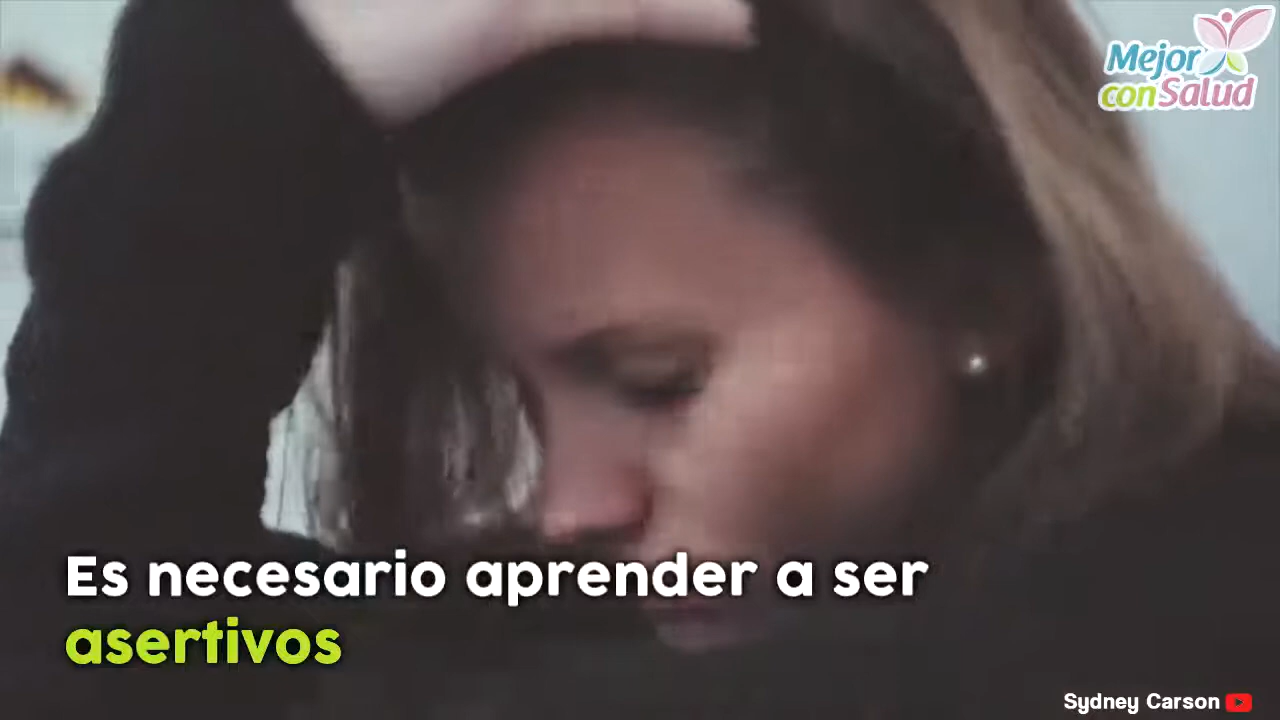 Mejor
conSalud
Es necesario aprender a ser
asertivos
Sydney Carson